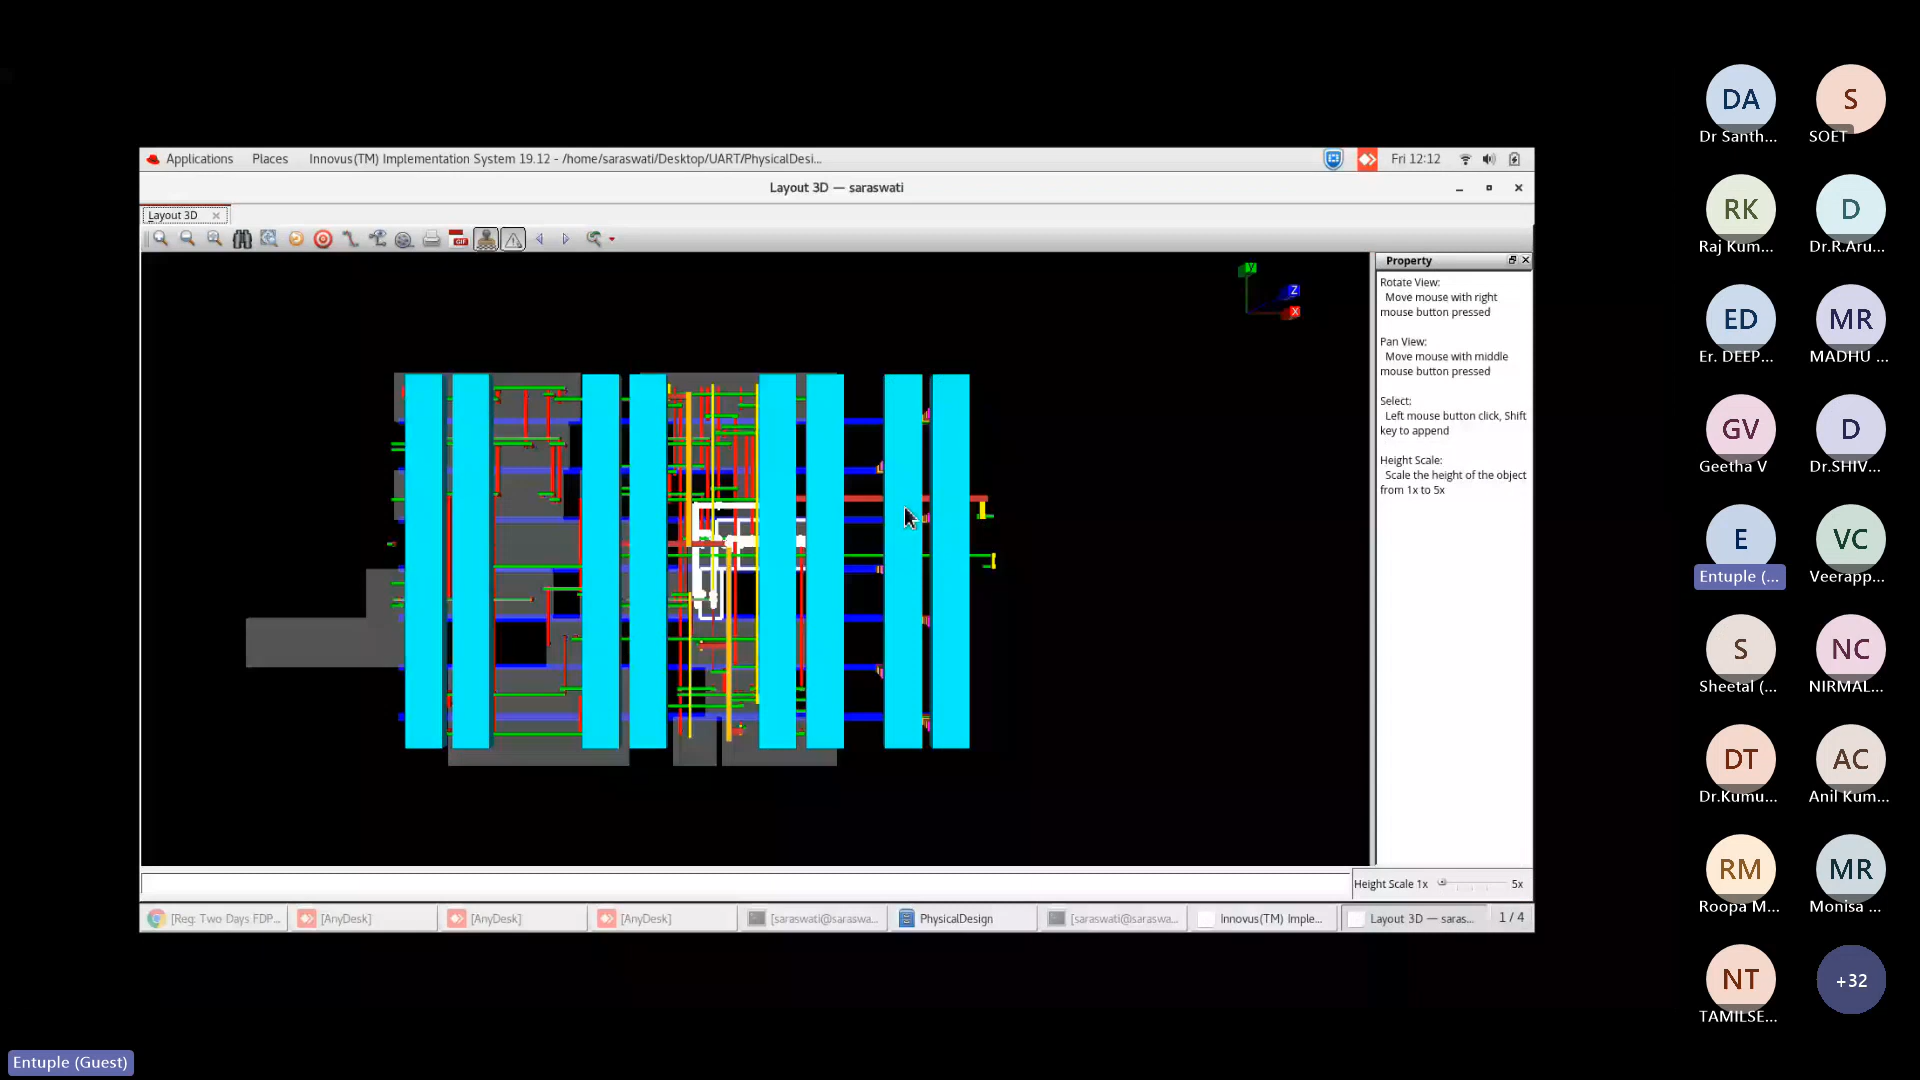 Applications Places Innovus(TM) Implementation System 19.12 - /home/saraswati/Desktop/UART/PhysicalDesi... Fri 12:12
Layout 3D — saraswati
Layout 3D
Y
Z
X
Property
Rotate View:
Move mouse with right
mouse button pressed
Pan View:
Move mouse with middle
mouse button pressed
Select:
Left mouse button click, Shift
key to append
Height Scale:
Scale the height of the object
from 1x to 5x
Height Scale 1x 5x
[Reg: Two Days FDP... [AnyDesk] [AnyDesk] [AnyDesk] [saraswati@saraswa... PhysicalDesign [saraswati@saraswa... Innovus(TM) Imple... Layout 3D — saras... 1 / 4
DA S
Dr Santh... SOET
RK D
Raj Kum... Dr.R.Aru...
ED MR
Er. DEEP... MADHU ...
GV D
Geetha V Dr.SHIV...
E VC
Entuple (... Veerapp...
S NC
Sheetal (... NIRMAL...
DT AC
Dr.Kumu... Anil Kum...
RM MR
Roopa M... Monisa ...
NT +32
TAMILSE...
Entuple (Guest)